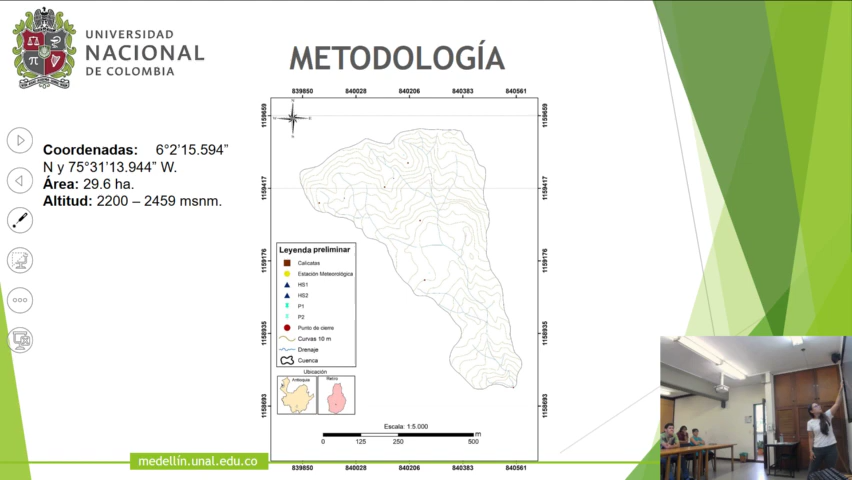 UNIVERSIDAD
NACIONAL
DE COLOMBIA
METODOLOGÍA
Coordenadas: 6°2'15.594”
N y 75°31'13.944” W.
Área: 29.6 ha.
Altitud: 2200 – 2459 msnm.
839850 840028 840206 840383 840561
1159659 1159659
1159417 1159417
1159176 1159176
1158935 1158935
1158693 1158693
N
Leyenda preliminar
Calicatas
Estación Meteorológica
HS1
HS2
P1
P2
Punto de cierre
Curvas 10 m
Drenaje
Cuenca
Ubicación
Antioquia Retiro
Escala: 1:5.000
m
0 125 250 500
839850 840028 840206 840383 840561
medellín.unal.edu.co